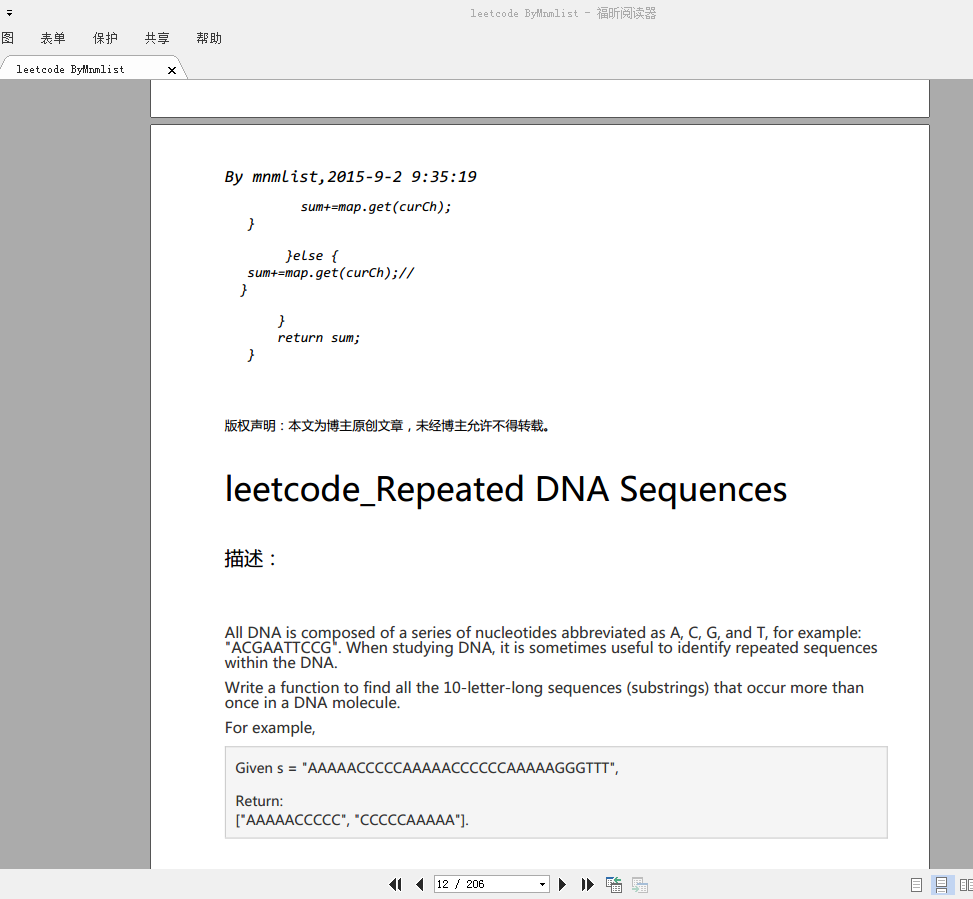 leetcode ByMnmlist - 福昕阅读器
图 表单 保护 共享 帮助
leetcode ByMnmlist
By mnmlist,2015-9-2 9:35:19
sum+=map.get(curCh);
}
}else {
sum+=map.get(curCh);//
}
}
return sum;
}
版权声明：本文为博主原创文章，未经博主允许不得转载。
leetcode_Repeated DNA Sequences
描述：
All DNA is composed of a series of nucleotides abbreviated as A, C, G, and T, for example:
"ACGAATTCCG". When studying DNA, it is sometimes useful to identify repeated sequences
within the DNA.
Write a function to find all the 10-letter-long sequences (substrings) that occur more than
once in a DNA molecule.
For example,
Given s = "AAAAACCCCCAAAAACCCCCCAAAAAGGGTTT",
Return:
["AAAAACCCCC", "CCCCCAAAAA"].
12 / 206